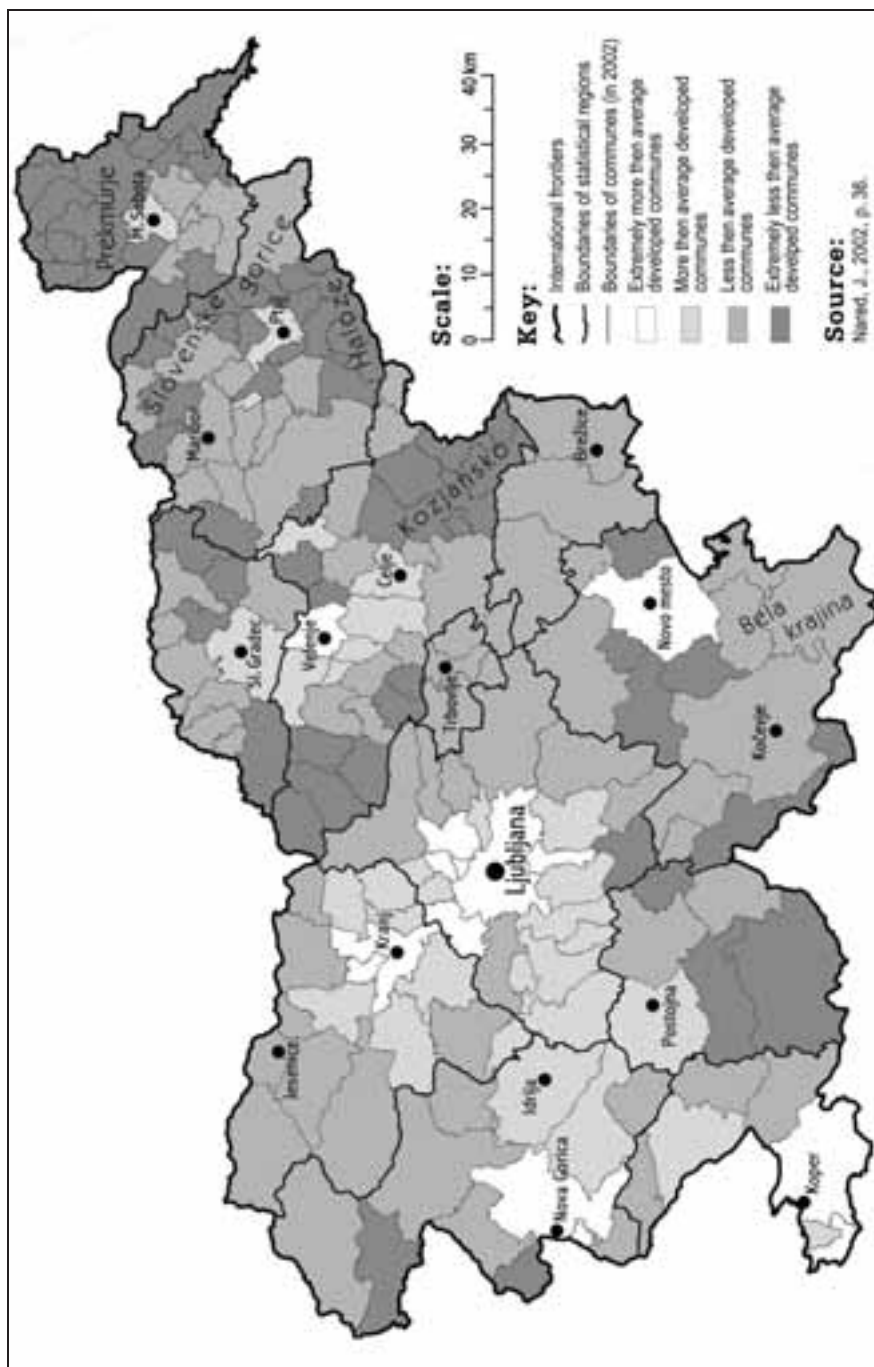 Prekmurje
M. Sobota
Slovenske gorice
Ptuj
Haloze
Maribor
Kozjansko
Sl. Gradec
Velenje
Celje
Trbovlje
Brežice
Novo mesto
Bela
krajina
Kočevje
Ljubljana
Kranj
Jesenice
Idrija
Postojna
Nova Gorica
Koper
Scale:
0 10 20 30 40 km
Key:
International frontiers
Boundaries of statistical regions
Boundaries of communes (in 2002)
Extremely more then average
developed communes
More then average developed
communes
Less then average developed
communes
Extremely less then average
develped communes
Source:
Nared, J., 2002, p. 36.